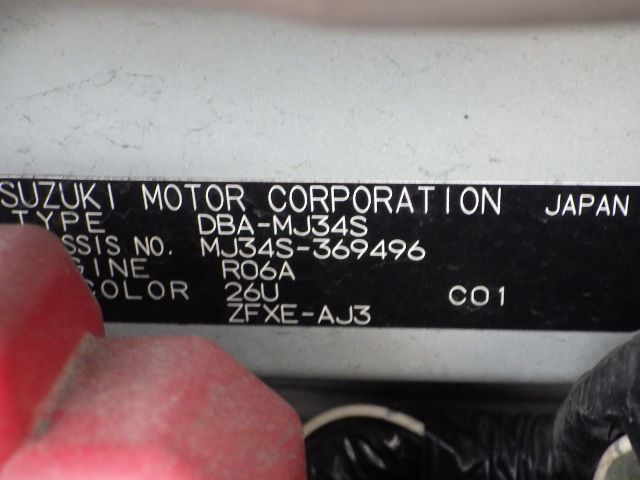 SUZUKI MOTOR CORPORATION JAPAN
TYPE DBA-MJ34S
SSIS NO. MJ34S-369496
GINE R06A
COLOR 26U C01
ZFXE-AJ3